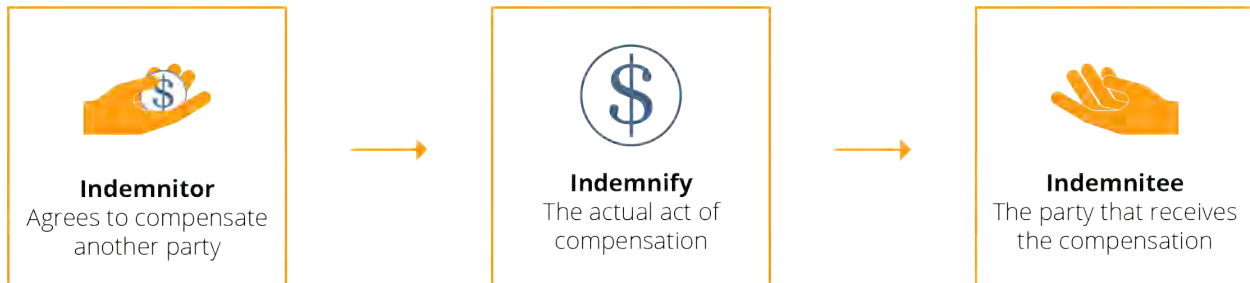 $
Indemnitor
Agrees to compensate
another party
$
Indemnify
The actual act of
compensation
Indemnitee
The party that receives
the compensation